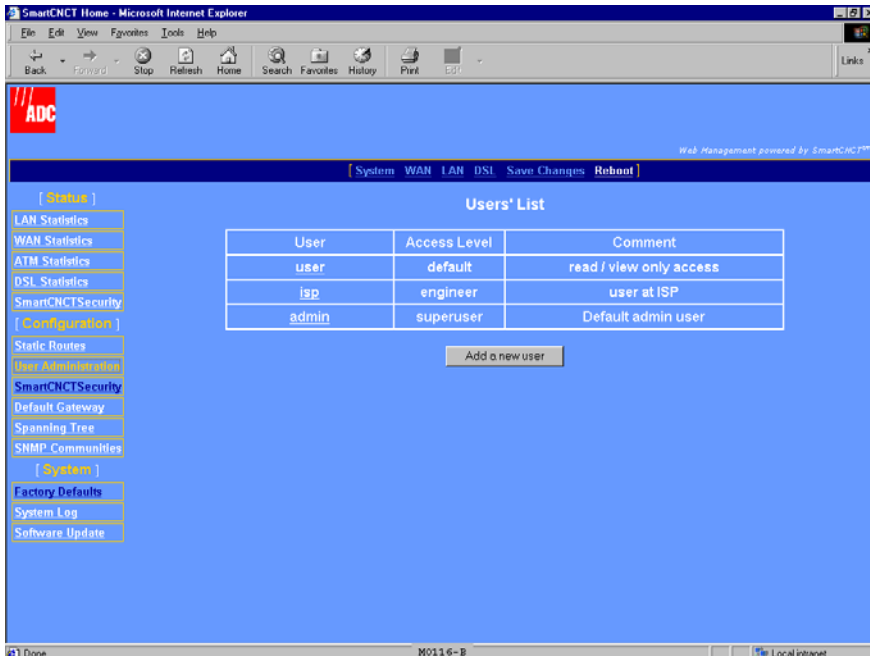 SmartCNCT Home - Microsoft Internet Explorer
File Edit View Favorites Tools Help
Back Forward Stop Refresh Home Search Favorites History Print Edit Links
ADC
Web Management powered by SmartCNCT
[ System WAN LAN DSL Save Changes Reboot ]
[ Status ]
LAN Statistics
WAN Statistics
ATM Statistics
DSL Statistics
SmartCNCTSecurity
[ Configuration ]
Static Routes
User Administration
SmartCNCTSecurity
Default Gateway
Spanning Tree
SNMP Communities
[ System ]
Factory Defaults
System Log
Software Update
Users' List
User Access Level Comment
user default read / view only access
isp engineer user at ISP
admin superuser Default admin user
Add a new user
Done M0116-B Local intranet